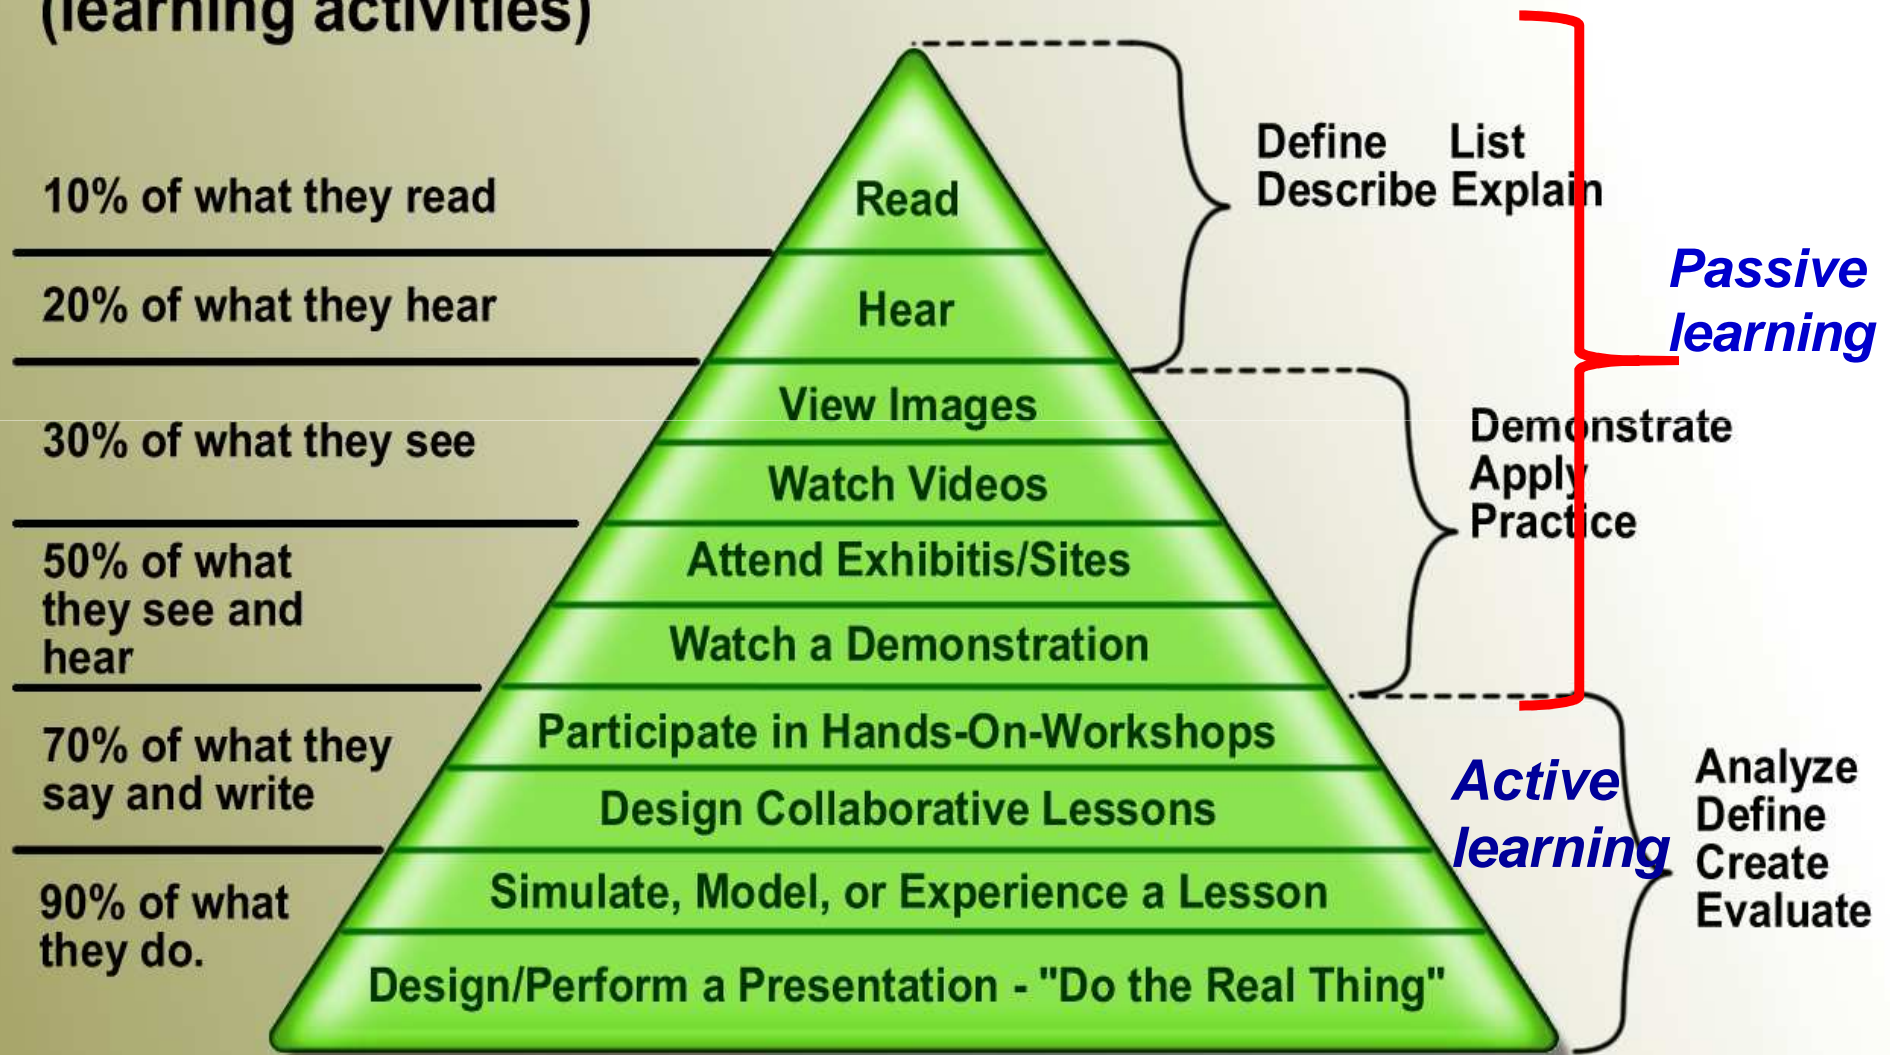 (learning activities)
10% of what they read
20% of what they hear
30% of what they see
50% of what
they see and
hear
70% of what they
say and write
90% of what
they do.
Read
Hear
View Images
Watch Videos
Attend Exhibitis/Sites
Watch a Demonstration
Participate in Hands-On-Workshops
Design Collaborative Lessons
Simulate, Model, or Experience a Lesson
Design/Perform a Presentation - "Do the Real Thing"
Define List
Describe Explain
Demonstrate
Apply
Practice
Analyze
Define
Create
Evaluate
Passive
learning
Active
learning